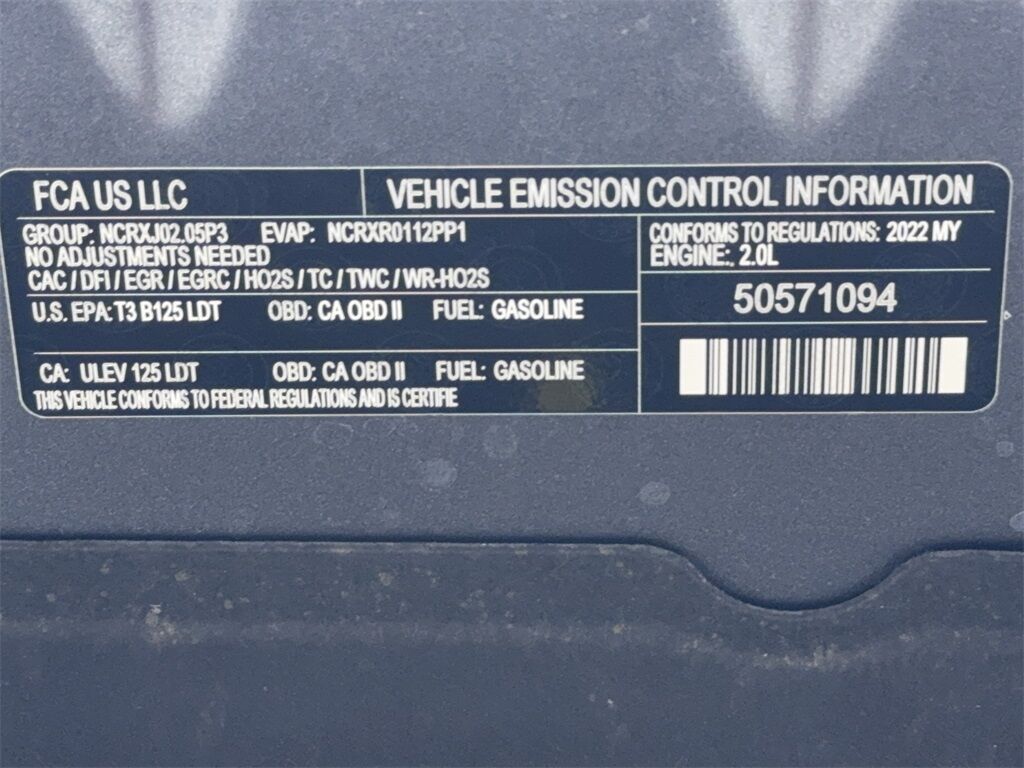 FCA US LLC
VEHICLE EMISSION CONTROL INFORMATION
GROUP: NCRXJ02.05P3 EVAP: NCRXR0112PP1
NO ADJUSTMENTS NEEDED
CAC / DFI / EGR / EGRC / HO2S / TC / TWC / WR-HO2S
U.S. EPA: T3 B125 LDT OBD: CA OBD II FUEL: GASOLINE
CA: ULEV 125 LDT OBD: CA OBD II FUEL: GASOLINE
THIS VEHICLE CONFORMS TO FEDERAL REGULATIONS AND IS CERTIFIE
CONFORMS TO REGULATIONS: 2022 MY
ENGINE:, 2.0L
50571094